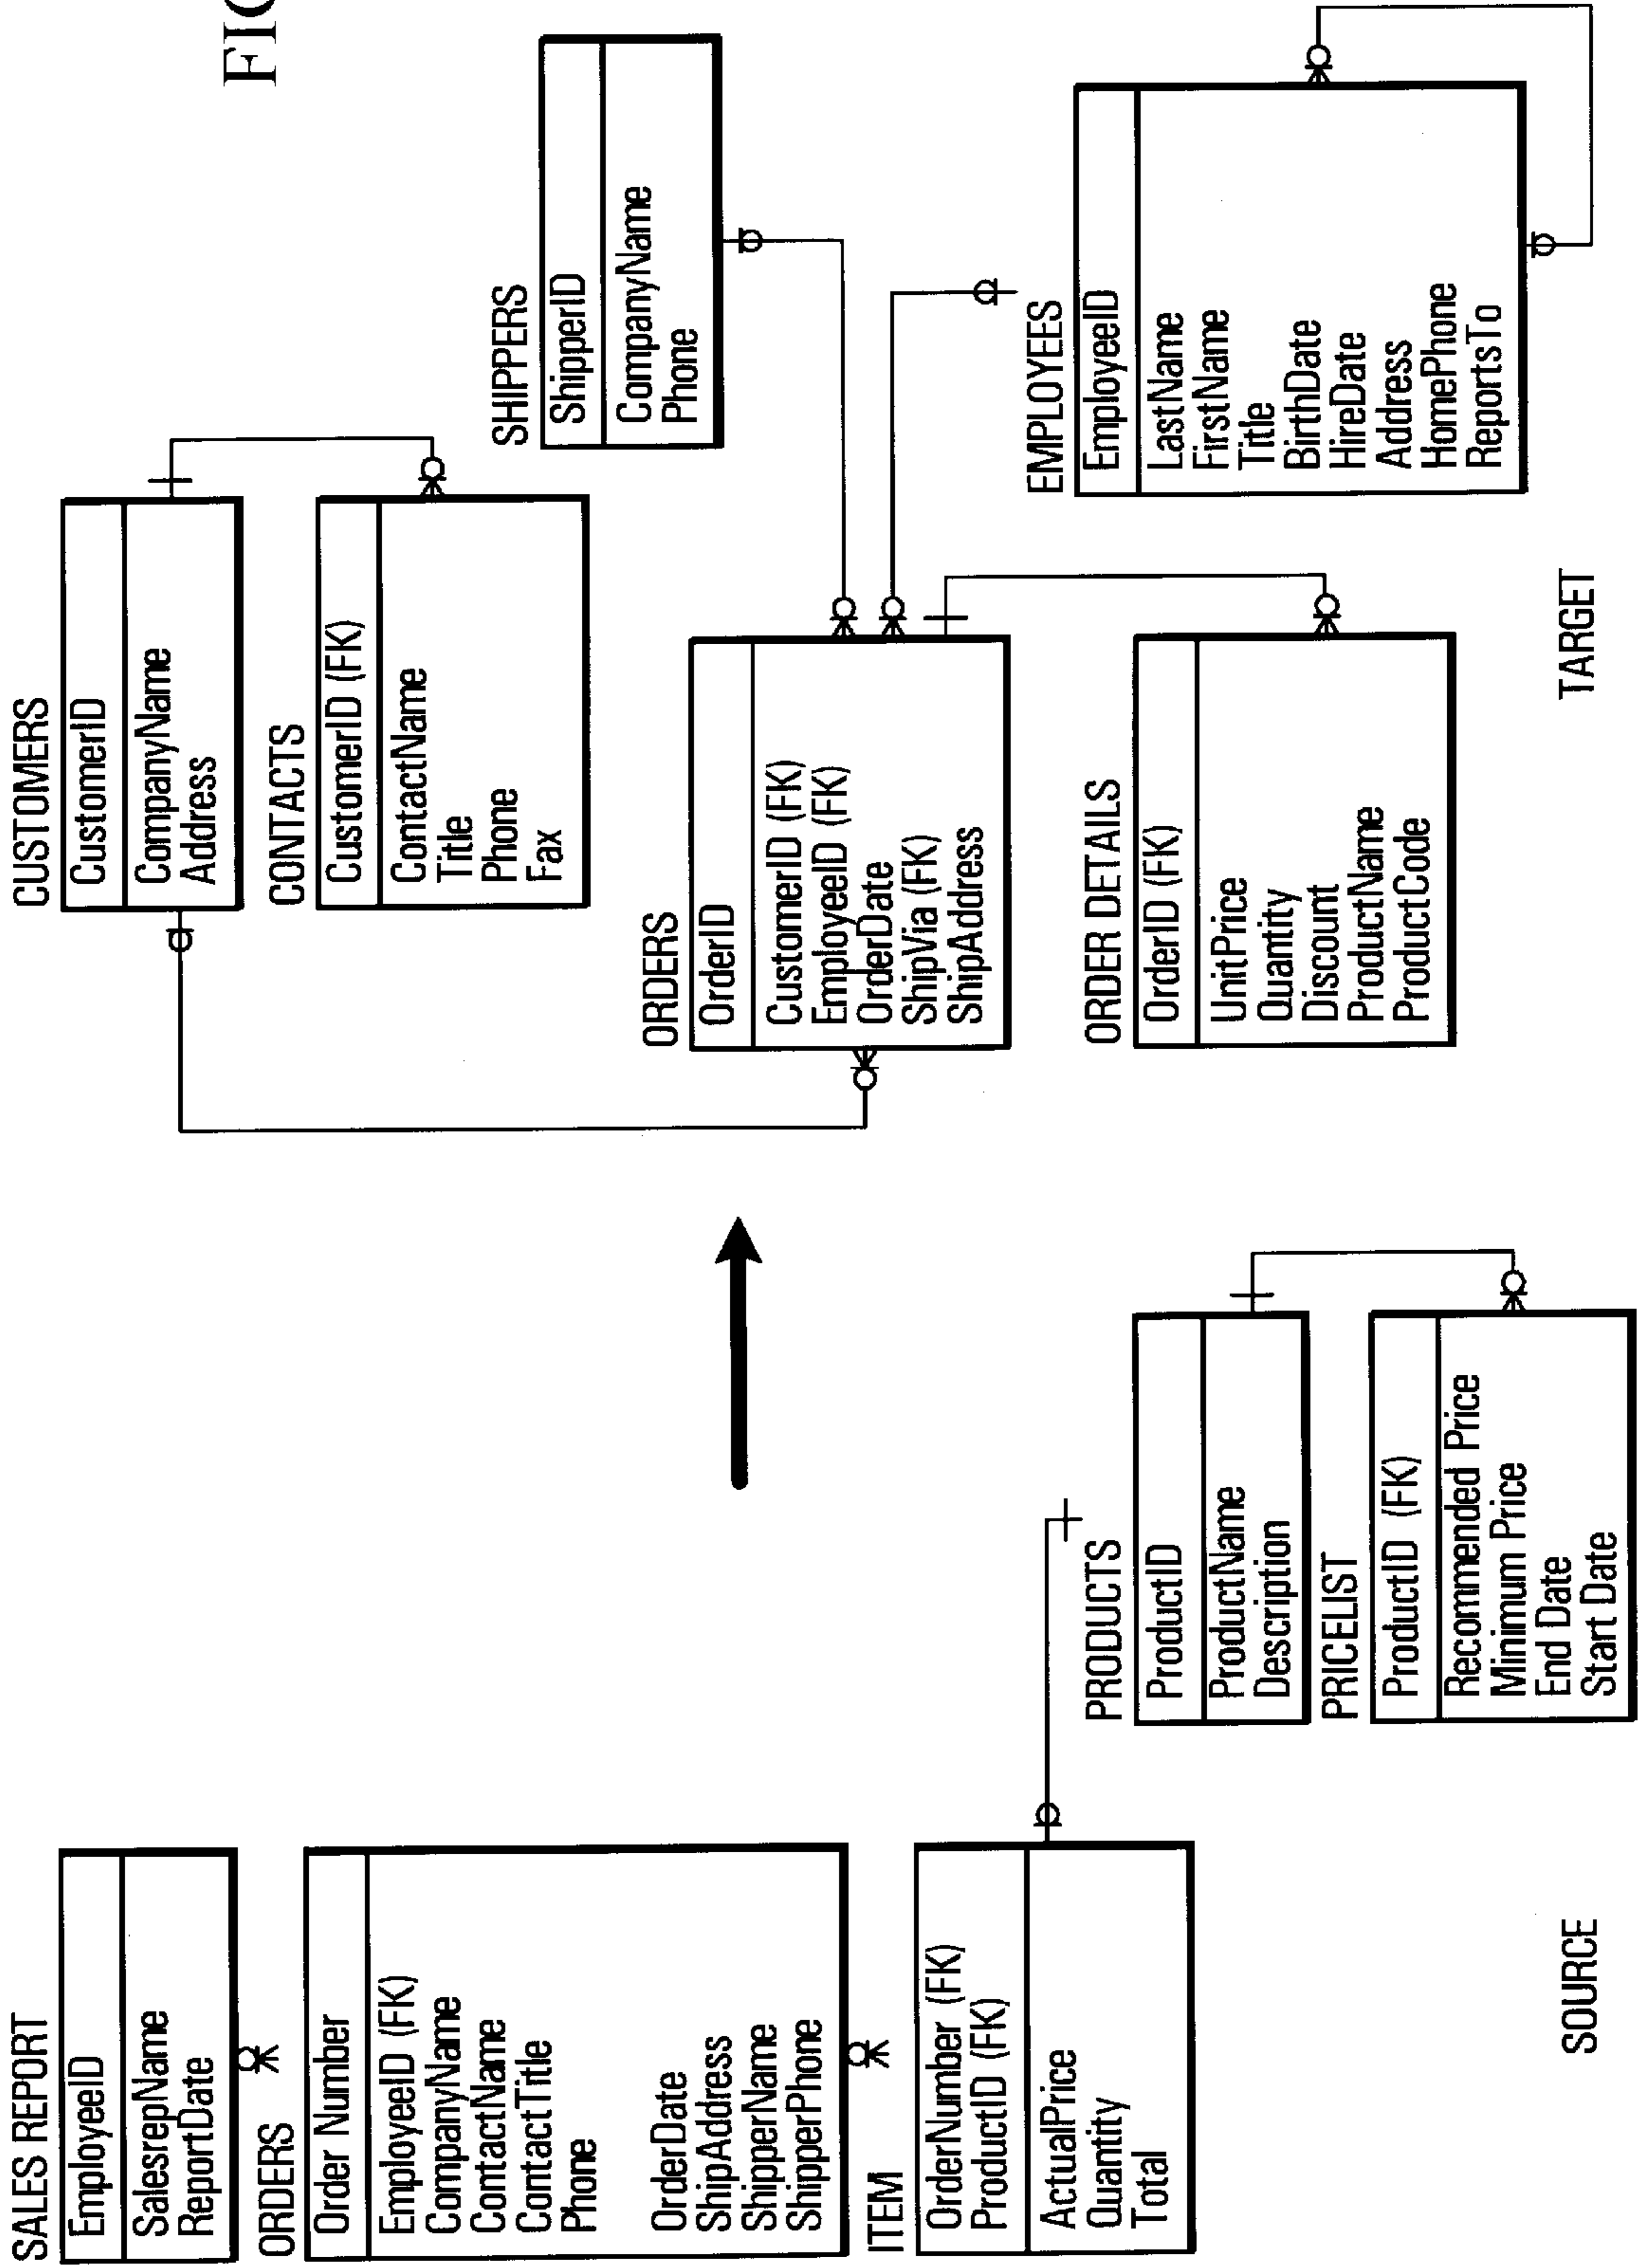 FIG
SALES REPORT
EmployeeID
SalesrepName
ReportDate
ORDERS
Order Number
EmployeeID (FK)
CompanyName
ContactName
ContactTitle
Phone
OrderDate
ShipAddress
ShipperName
ShipperPhone
ITEM
OrderNumber (FK)
ProductID (FK)
ActualPrice
Quantity
Total
PRODUCTS
ProductID
ProductName
Description
PRICELIST
ProductID (FK)
Recommended Price
Minimum Price
End Date
Start Date
SOURCE
CUSTOMERS
CustomerID
CompanyName
Address
CONTACTS
CustomerID (FK)
ContactName
Title
Phone
Fax
ORDERS
OrderID
CustomerID (FK)
EmployeeID (FK)
OrderDate
ShipVia (FK)
ShipAddress
ORDER DETAILS
OrderID (FK)
UnitPrice
Quantity
Discount
ProductName
ProductCode
SHIPPERS
ShipperID
CompanyName
Phone
EMPLOYEES
EmployeeID
LastName
FirstName
Title
BirthDate
HireDate
Address
HomePhone
ReportsTo
TARGET